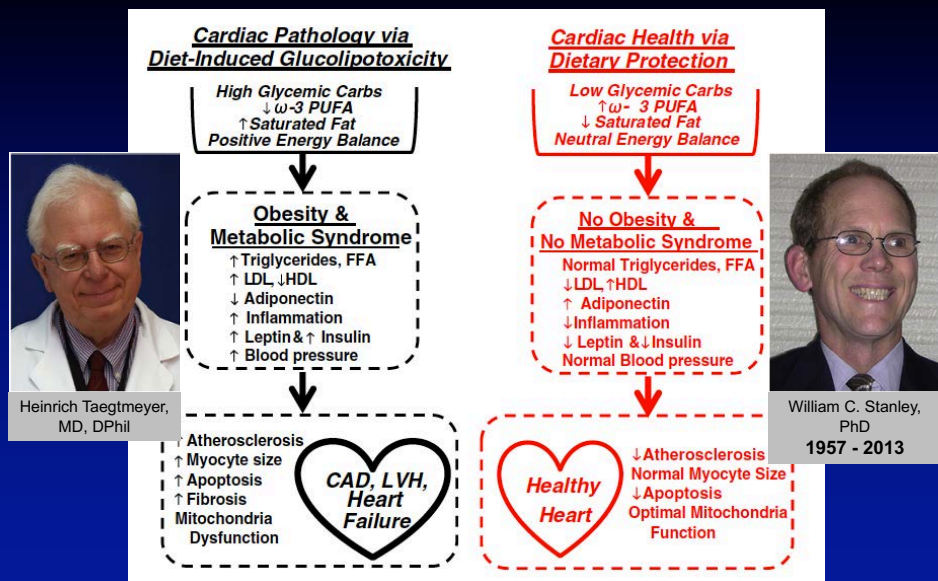 Cardiac Pathology via
Diet-Induced Glucolipotoxicity
High Glycemic Carbs
↓ω-3 PUFA
↑Saturated Fat
Positive Energy Balance
Obesity &
Metabolic Syndrome
↑Triglycerides, FFA
↑ LDL,↓HDL
↓ Adiponectin
↑ Inflammation
↑ Leptin & ↑ Insulin
↑ Blood pressure
↑ Atherosclerosis
↑ Myocyte size
↑ Apoptosis
↑ Fibrosis
Mitochondria
Dysfunction
CAD, LVH,
Heart
Failure
Cardiac Health via
Dietary Protection
Low Glycemic Carbs
↑ω- 3 PUFA
↓ Saturated Fat
Neutral Energy Balance
No Obesity &
No Metabolic Syndrome
Normal Triglycerides, FFA
↓LDL,↑HDL
↑ Adiponectin
↓Inflammation
↓ Leptin &↓Insulin
Normal Blood pressure
Healthy
Heart
↓Atherosclerosis
Normal Myocyte Size
↓Apoptosis
Optimal Mitochondria
Function
Heinrich Taegtmeyer,
MD, DPhil
William C. Stanley,
PhD
1957 - 2013